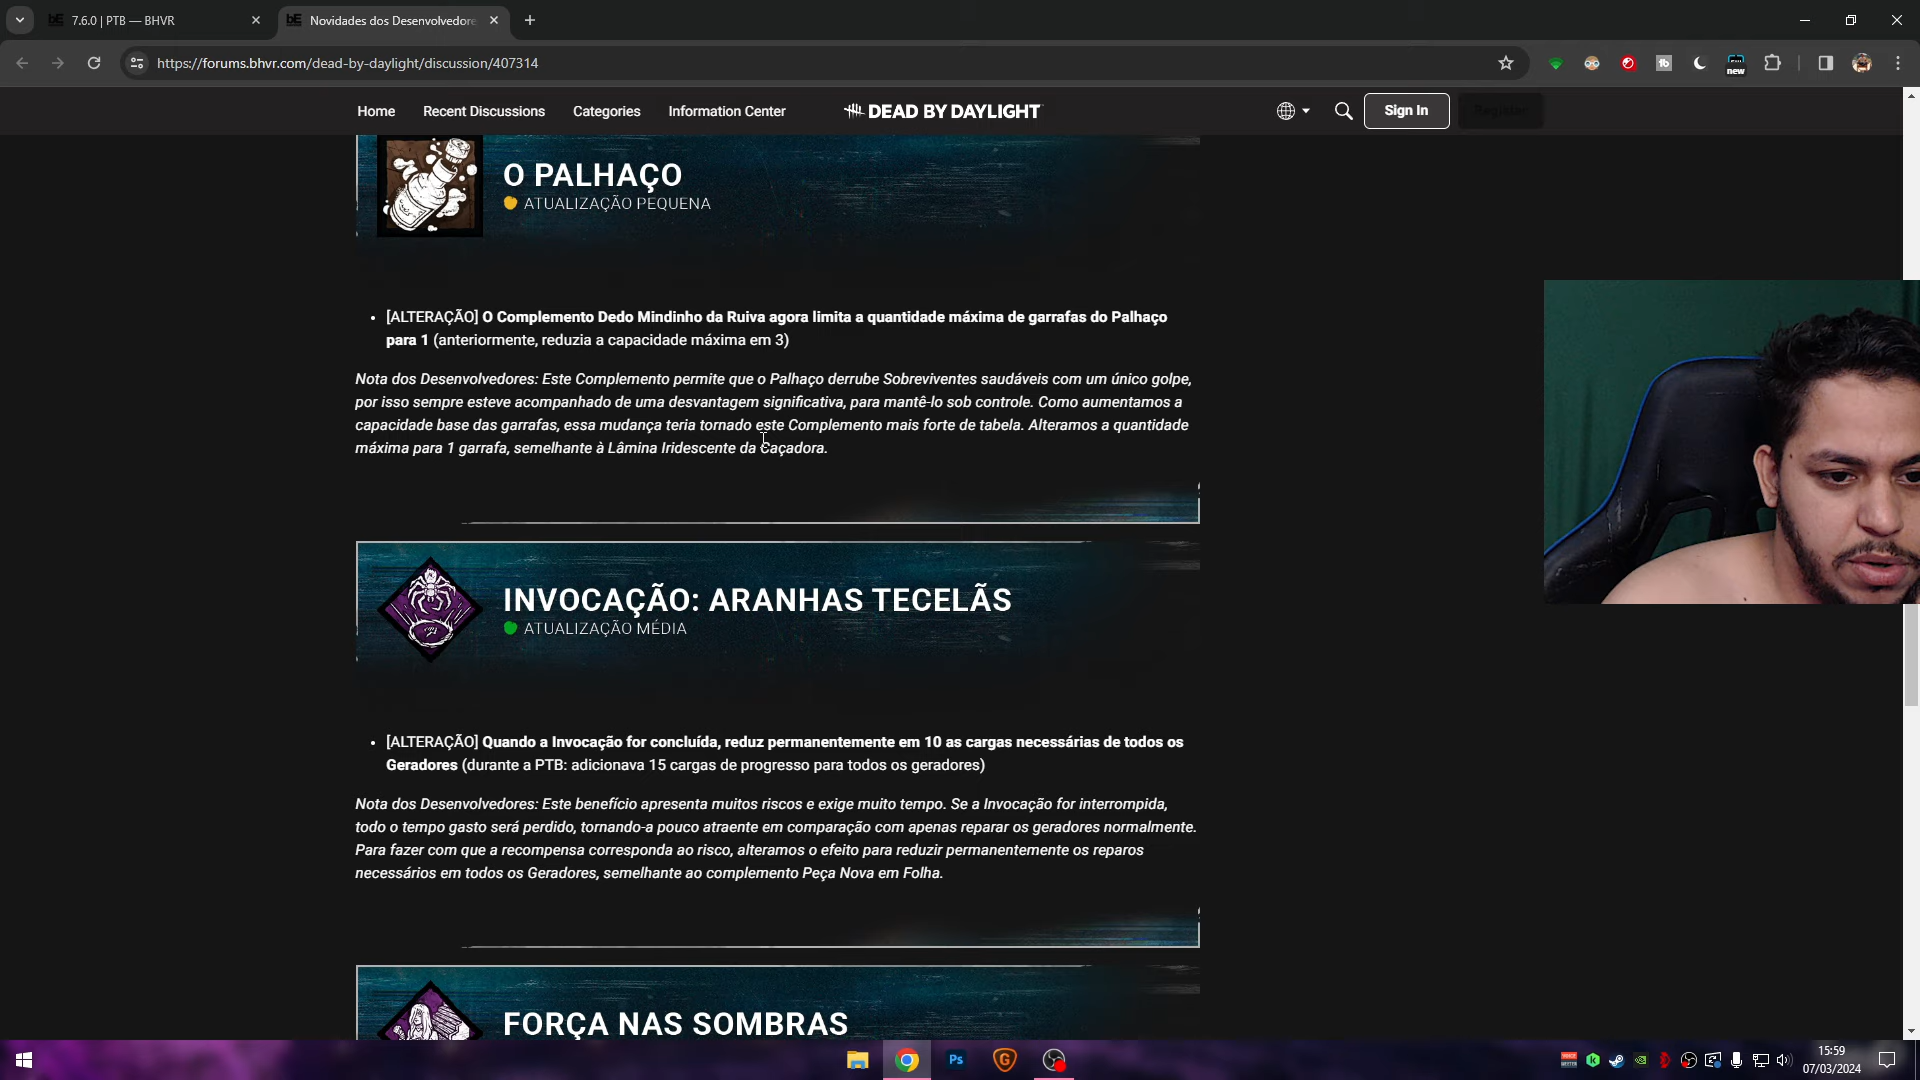 7.6.0 | PTB — BHVR
Novidades dos Desenvolvedore
https://forums.bhvr.com/dead-by-daylight/discussion/407314
new
Home
Recent Discussions
Categories
Information Center
DEAD BY DAYLIGHT
Sign In
Register
O PALHAÇO
ATUALIZAÇÃO PEQUENA
• [ALTERAÇÃO] O Complemento Dedo Mindinho da Ruiva agora limita a quantidade máxima de garrafas do Palhaço
para 1 (anteriormente, reduzia a capacidade máxima em 3)
Nota dos Desenvolvedores: Este Complemento permite que o Palhaço derrube Sobreviventes saudáveis com um único golpe,
por isso sempre esteve acompanhado de uma desvantagem significativa, para mantê-lo sob controle. Como aumentamos a
capacidade base das garrafas, essa mudança teria tornado este Complemento mais forte de tabela. Alteramos a quantidade
máxima para 1 garrafa, semelhante à Lâmina Iridescente da Caçadora.
INVOCAÇÃO: ARANHAS TECELÃS
ATUALIZAÇÃO MÉDIA
• [ALTERAÇÃO] Quando a Invocação for concluída, reduz permanentemente em 10 as cargas necessárias de todos os
Geradores (durante a PTB: adicionava 15 cargas de progresso para todos os geradores)
Nota dos Desenvolvedores: Este benefício apresenta muitos riscos e exige muito tempo. Se a Invocação for interrompida,
todo o tempo gasto será perdido, tornando-a pouco atraente em comparação com apenas reparar os geradores normalmente.
Para fazer com que a recompensa corresponda ao risco, alteramos o efeito para reduzir permanentemente os reparos
necessários em todos os Geradores, semelhante ao complemento Peça Nova em Folha.
FORÇA NAS SOMBRAS
Ps
15:59
07/03/2024